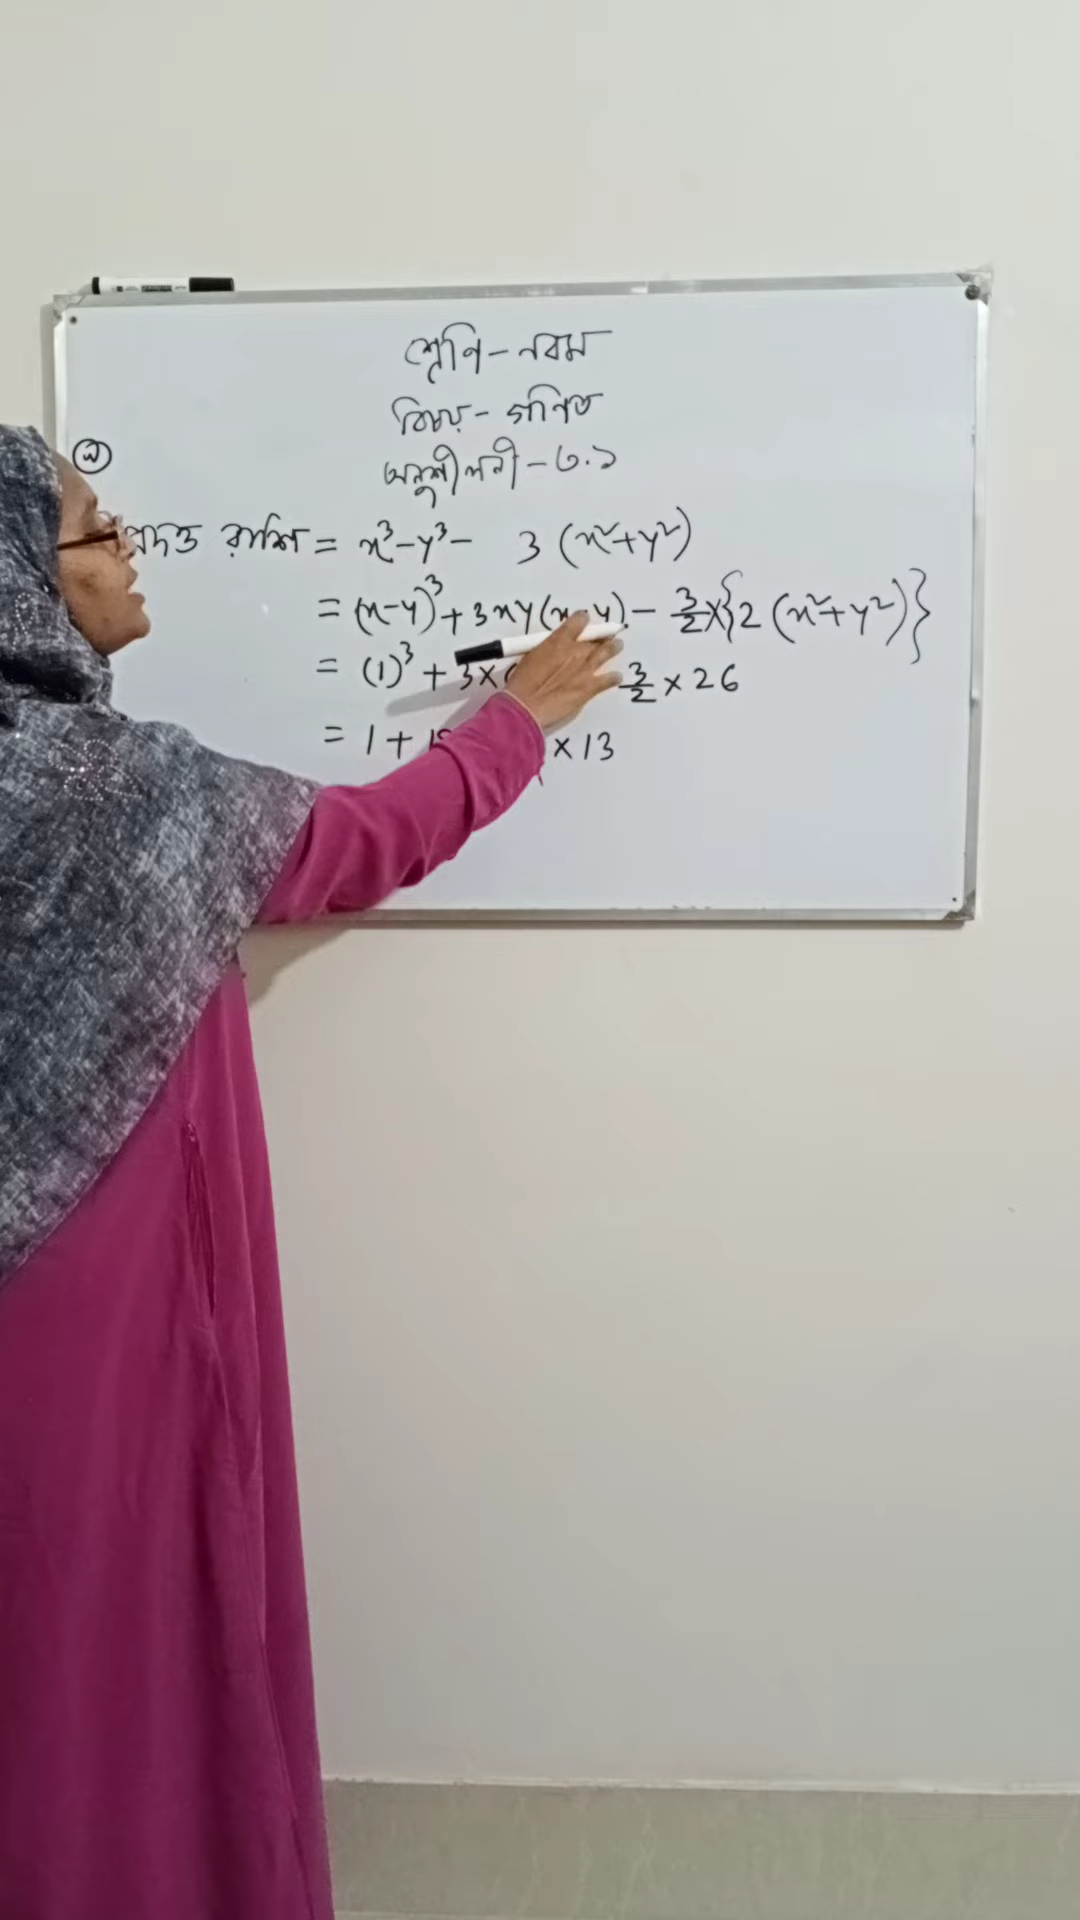 শ্রেণি - নবম
বিষয় - গণিত
অনুশীলনী - ৩.১
প্রদত্ত রাশি = x³ - y³ - 3 (x² + y²)
= (x-y)³ + 3xy(x-y) - 3/2 × {2 (x² + y²)}
= (1)³ + 3× 3/2 × 26
= 1 + × 13